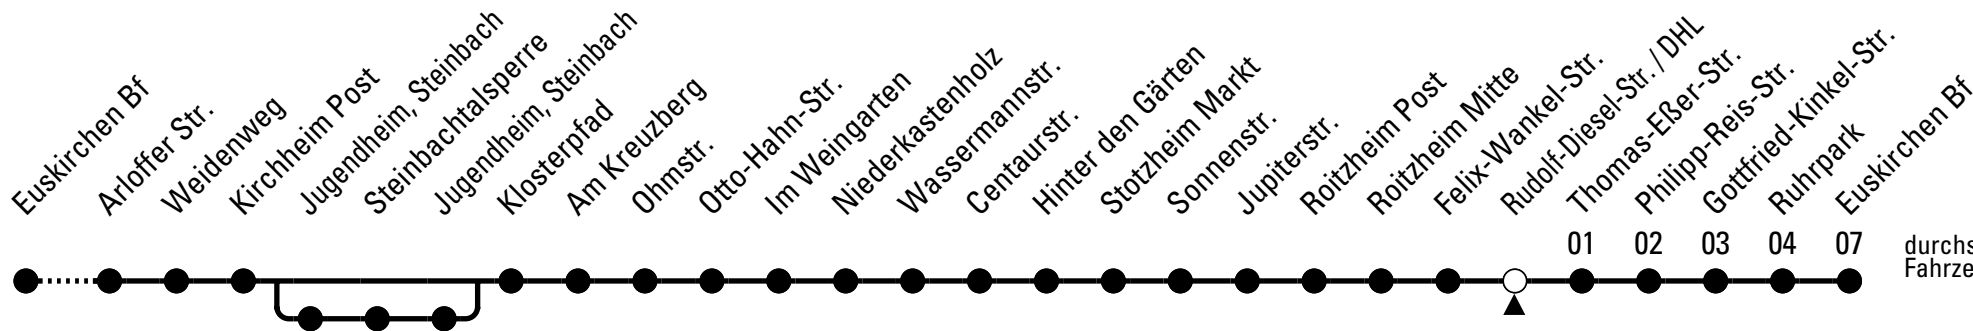 Euskirchen Bf
Arloffer Str.
Weidenweg
Kirchheim Post
Jugendheim, Steinbach
Steinbachtalsperre
Jugendheim, Steinbach
Klosterpfad
Am Kreuzberg
Ohmstr.
Otto-Hahn-Str.
Im Weingarten
Niederkastenholz
Wassermannstr.
Centaurstr.
Hinter den Gärten
Stotzheim Markt
Sonnenstr.
Jupiterstr.
Roitzheim Post
Roitzheim Mitte
Felix-Wankel-Str.
Rudolf-Diesel-Str. / DHL
Thomas-Eßer-Str.
Philipp-Reis-Str.
Gottfried-Kinkel-Str.
Ruhrpark
Euskirchen Bf
01 02 03 04 07
durchs
Fahrze